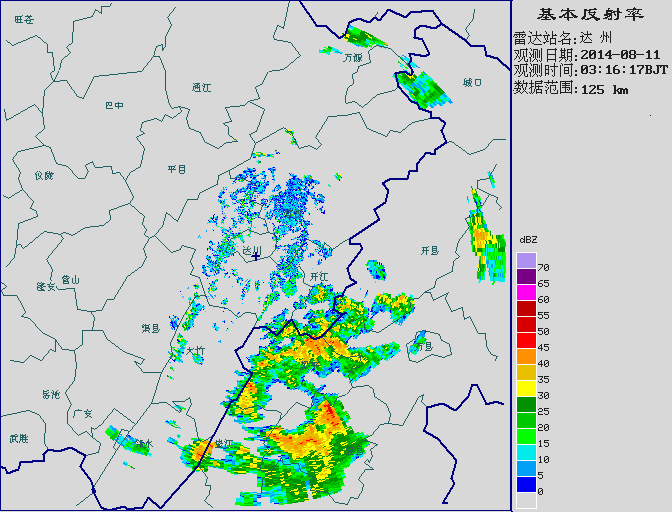 基本反射率
雷达站名:达 州
观测日期:2014-08-11
观测时间:03:16:17BJT
数据范围:125 km
dBZ
70
65
60
55
50
45
40
35
30
25
20
15
10
5
0
旺苍
万源
城口
通江
巴中
仪陇
平昌
达川
开县
开江
营山
蓬安
渠县
大竹
万县
岳池
广安
武胜
邻水
垫江